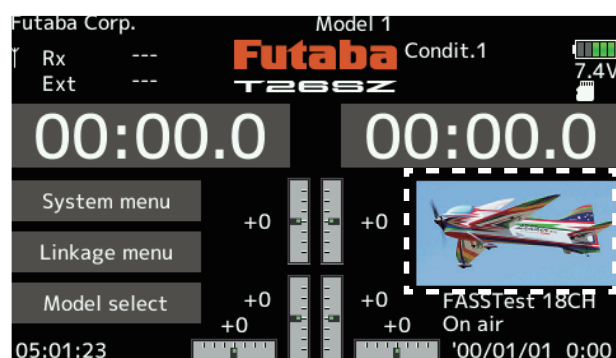 Futaba Corp. Model 1
Rx --- Futaba Condit.1
Ext --- T26SZ 7.4V
00:00.0 00:00.0
System menu
+0 +0
Linkage menu
Model select +0 +0 FASSTest 18CH
+0 +0 On air
05:01:23 '00/01/01 0:00